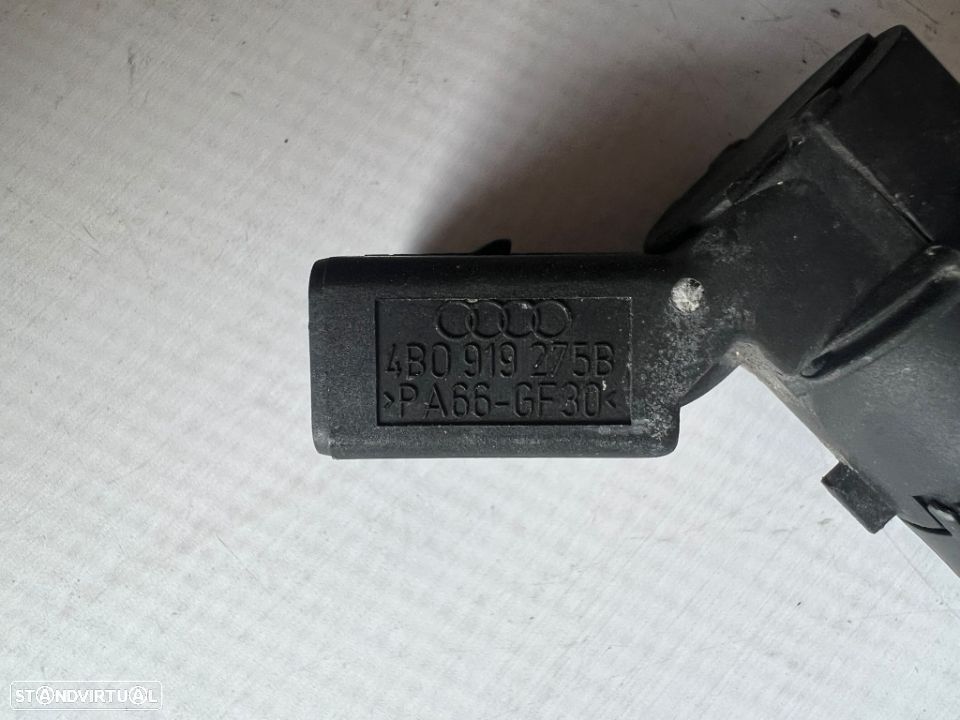 4B0 919 275B
>PA66-GF30<
STANDVIRTUAL